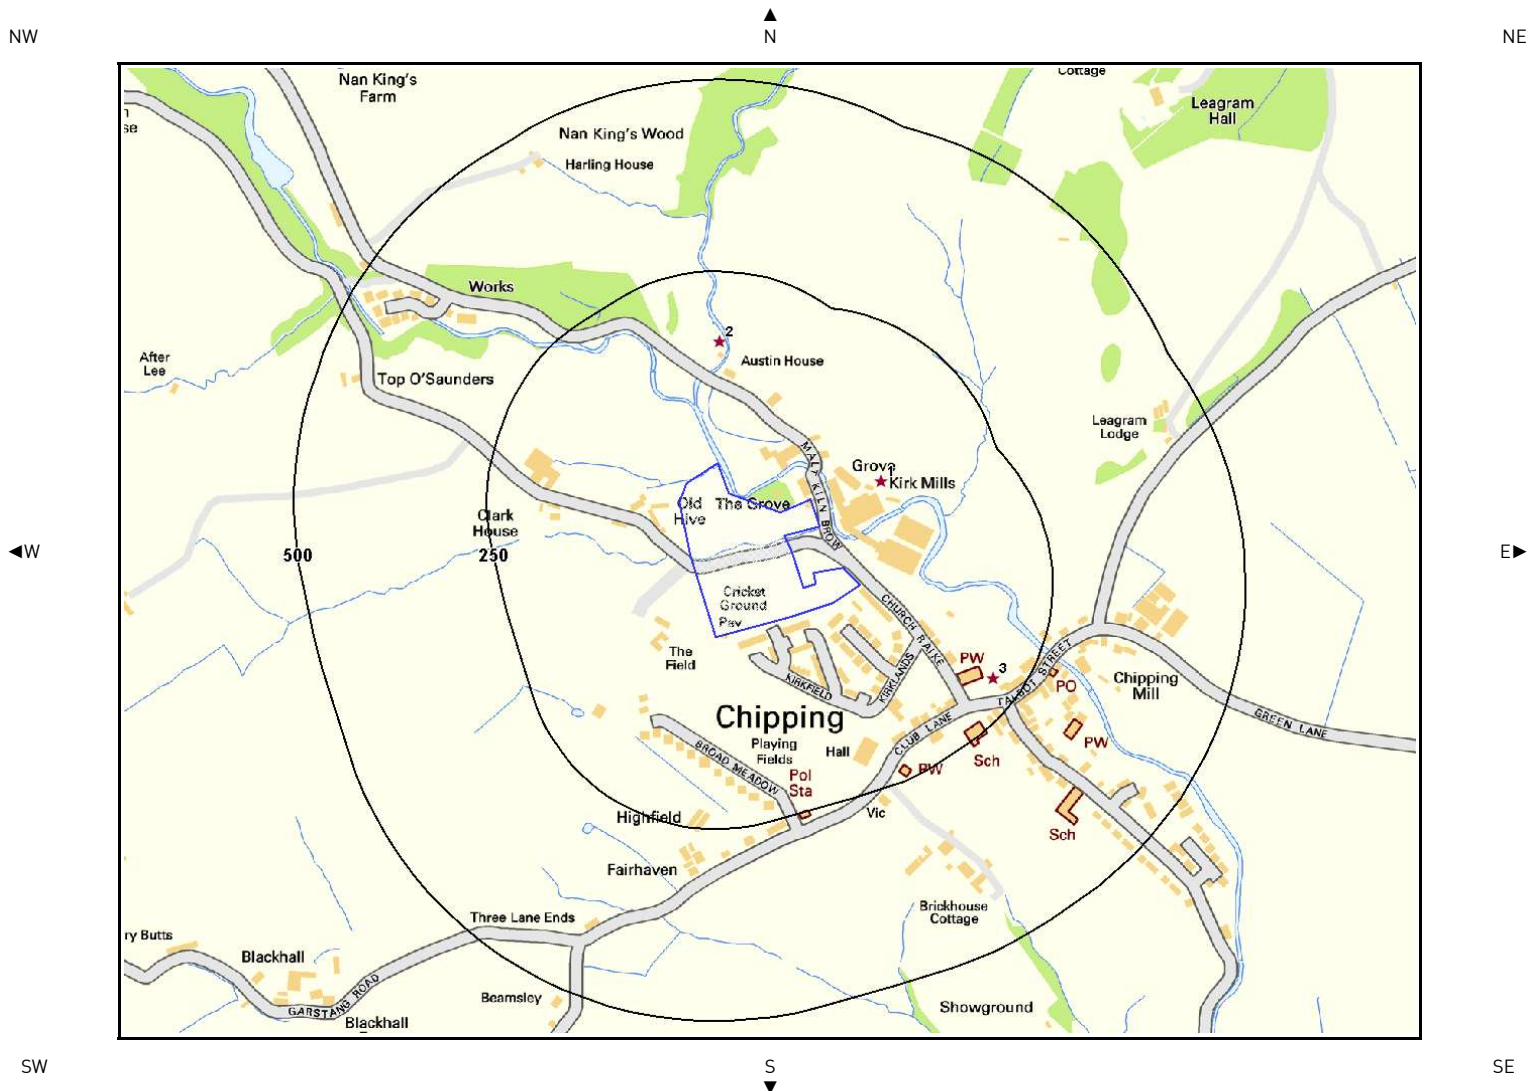 NW
N
NE
Nan King's
Farm
Cottage
Leagram
Hall
se
Nan King's Wood
Harling House
Works
2
Austin House
After
Lee
Top O'Saunders
Leagram
Lodge
MALT KILN BROW
Grove
1
Kirk Mills
Old
Hive
The Grove
Clark
House
W
500
250
E
Cricket
Ground
Pav
CHURCH RAIKE
The
Field
PW
3
TALBOT STREET
KIRKLANDS
KIRKFIELD
PO
Chipping
Mill
Chipping
GREEN LANE
CLUB LANE
Playing
Fields
Hall
BROAD MEADOW
PW
Sch
PW
Pol
Sta
Highfield
Vic
Sch
Fairhaven
Brickhouse
Cottage
Three Lane Ends
ry Butts
Blackhall
Beamsley
GARSTANG ROAD
Showground
Blackhall
SW
S
SE